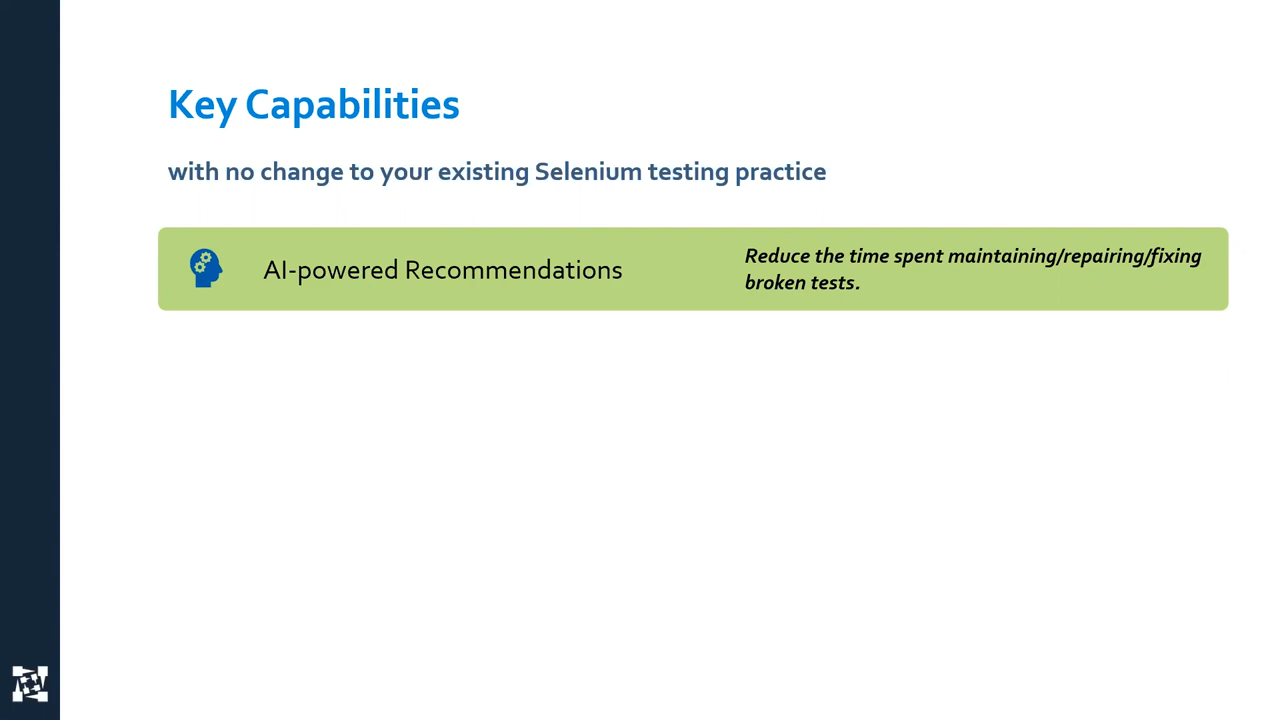 Key Capabilities
with no change to your existing Selenium testing practice
AI-powered Recommendations
Reduce the time spent maintaining/repairing/fixing
broken tests.